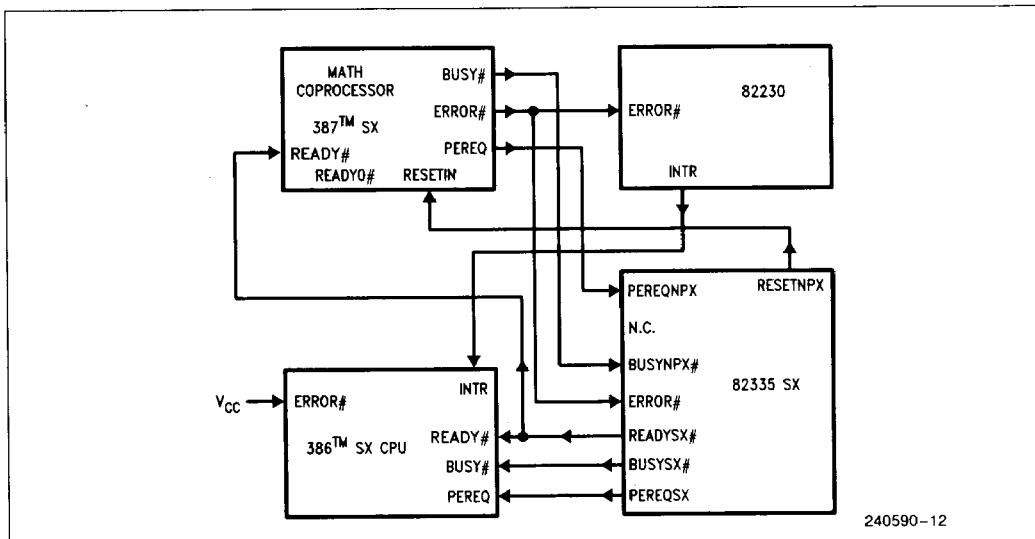 MATH
COPROCESSOR
387™ SX
BUSY#
ERROR#
PEREQ
READY#
READYO#
RESETIN
82230
ERROR#
INTR
PEREQNPX
RESETNPX
N.C.
BUSYNPX#
82335 SX
ERROR#
READYSX#
BUSYSX#
PEREQSX
VCC
ERROR#
INTR
386™ SX CPU
READY#
BUSY#
PEREQ
240590-12